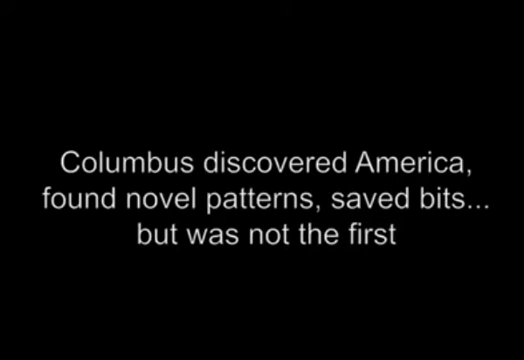 Columbus discovered America,
found novel patterns, saved bits...
but was not the first